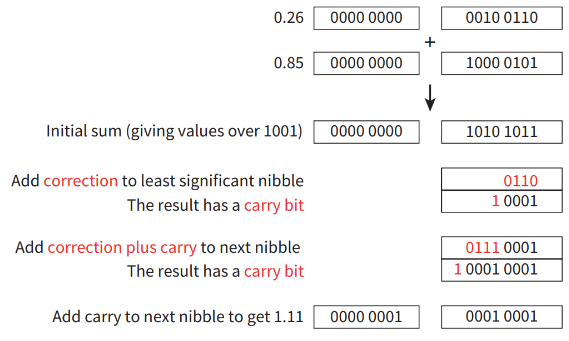 0.26 0000 0000 0010 0110
+
0.85 0000 0000 1000 0101
Initial sum (giving values over 1001) 0000 0000 1010 1011
Add correction to least significant nibble 0110
The result has a carry bit 1 0001
Add correction plus carry to next nibble 0111 0001
The result has a carry bit 1 0001 0001
Add carry to next nibble to get 1.11 0000 0001 0001 0001